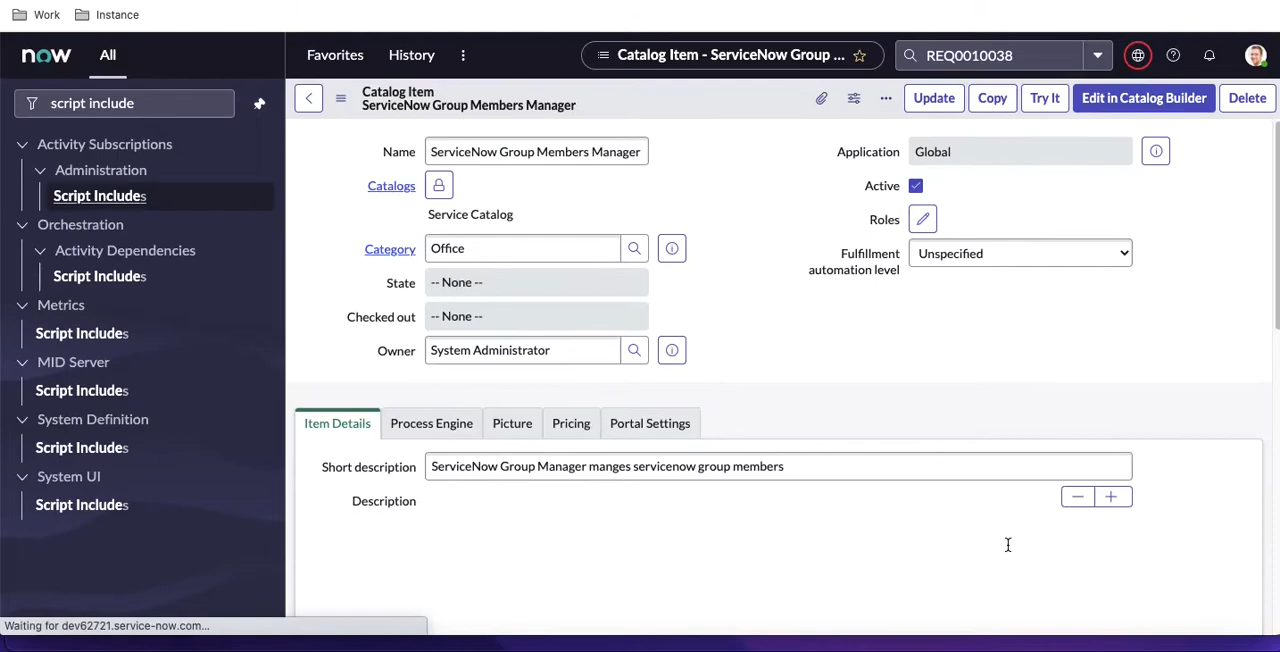 Work Instance
now All Favorites History Catalog Item - ServiceNow Group ... REQ0010038
script include
Catalog Item
ServiceNow Group Members Manager
Update Copy Try It Edit in Catalog Builder Delete
Activity Subscriptions
Administration
Script Includes
Orchestration
Activity Dependencies
Script Includes
Metrics
Script Includes
MID Server
Script Includes
System Definition
Script Includes
System UI
Script Includes
Name ServiceNow Group Members Manager
Catalogs
Service Catalog
Category Office
State -- None --
Checked out -- None --
Owner System Administrator
Application Global
Active
Roles
Fulfillment
automation level Unspecified
Item Details Process Engine Picture Pricing Portal Settings
Short description ServiceNow Group Manager manges servicenow group members
Description
Waiting for dev62721.service-now.com...